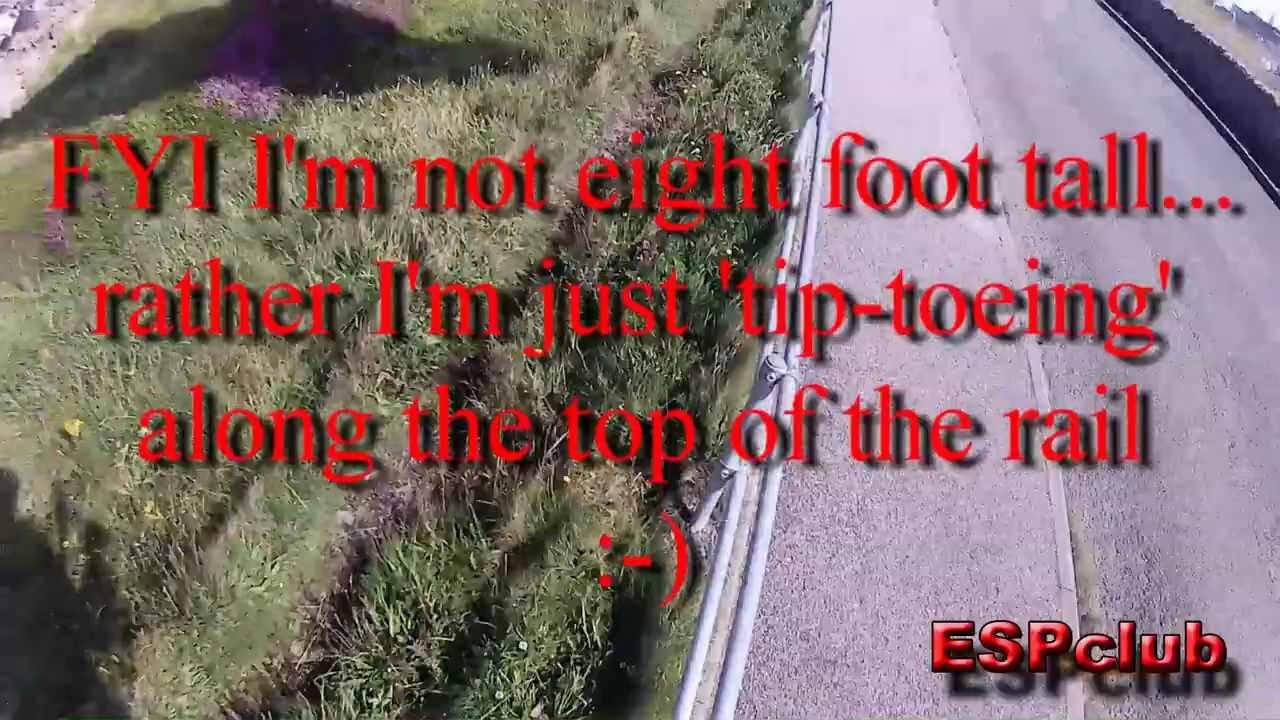 FYI I'm not eight foot tall...
rather I'm just 'tip-toeing'
along the top of the rail
:-)
ESPclub